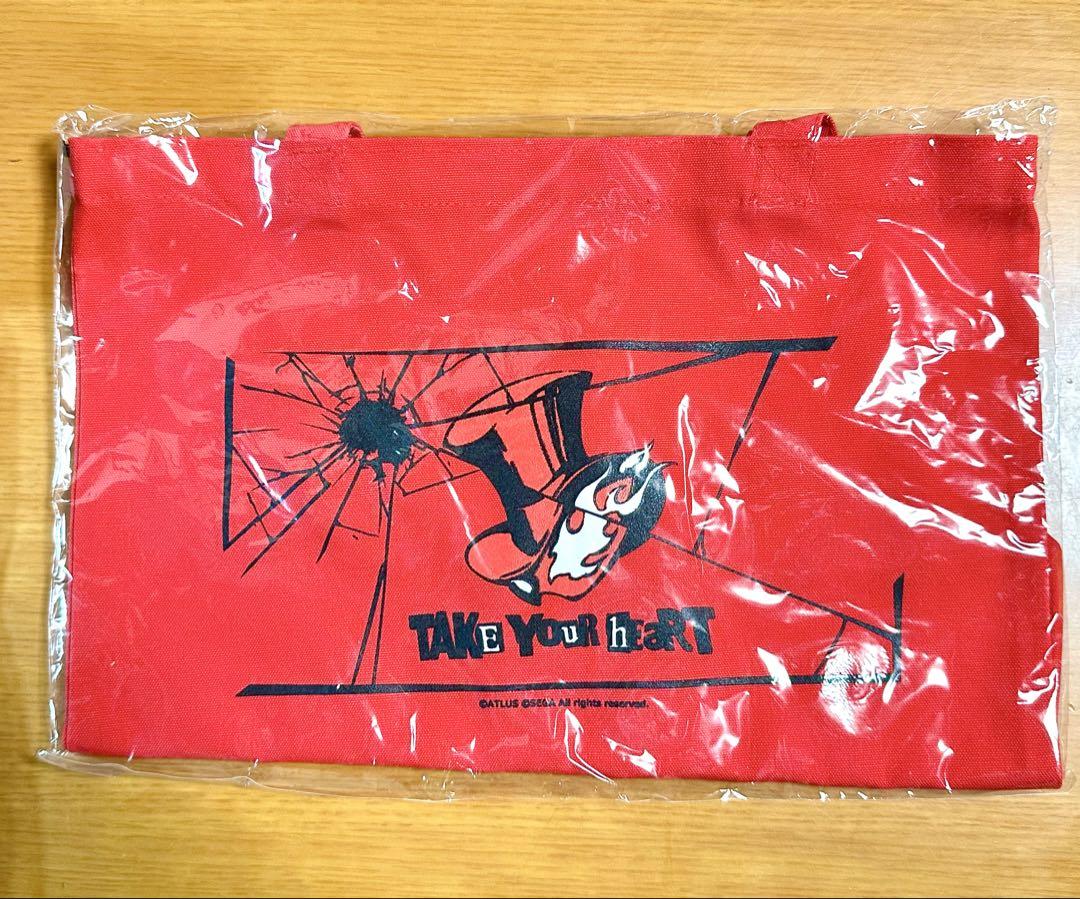 TAKE YOuR heaRT
©ATLUS ©SEGA All rights reserved.